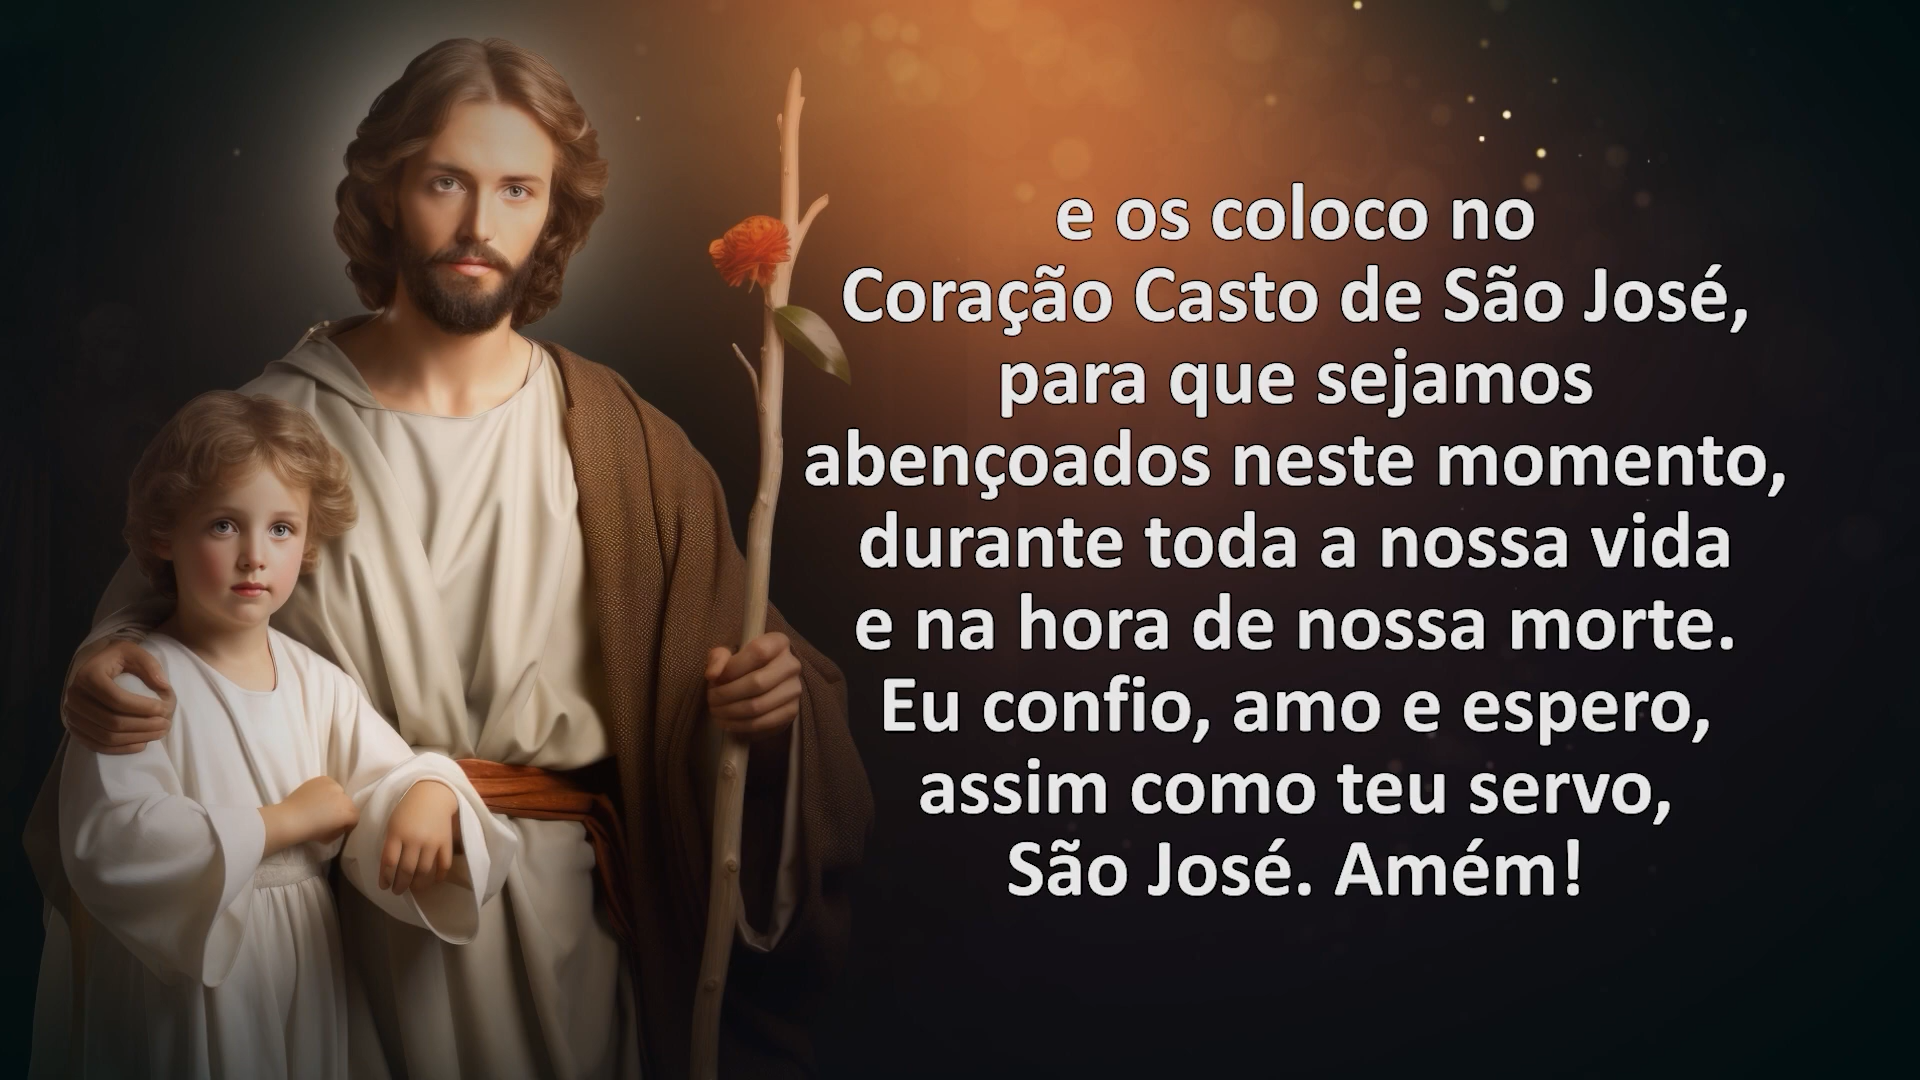 e os coloco no
Coração Casto de São José,
para que sejamos
abençoados neste momento,
durante toda a nossa vida
e na hora de nossa morte.
Eu confio, amo e espero,
assim como teu servo,
São José. Amém!